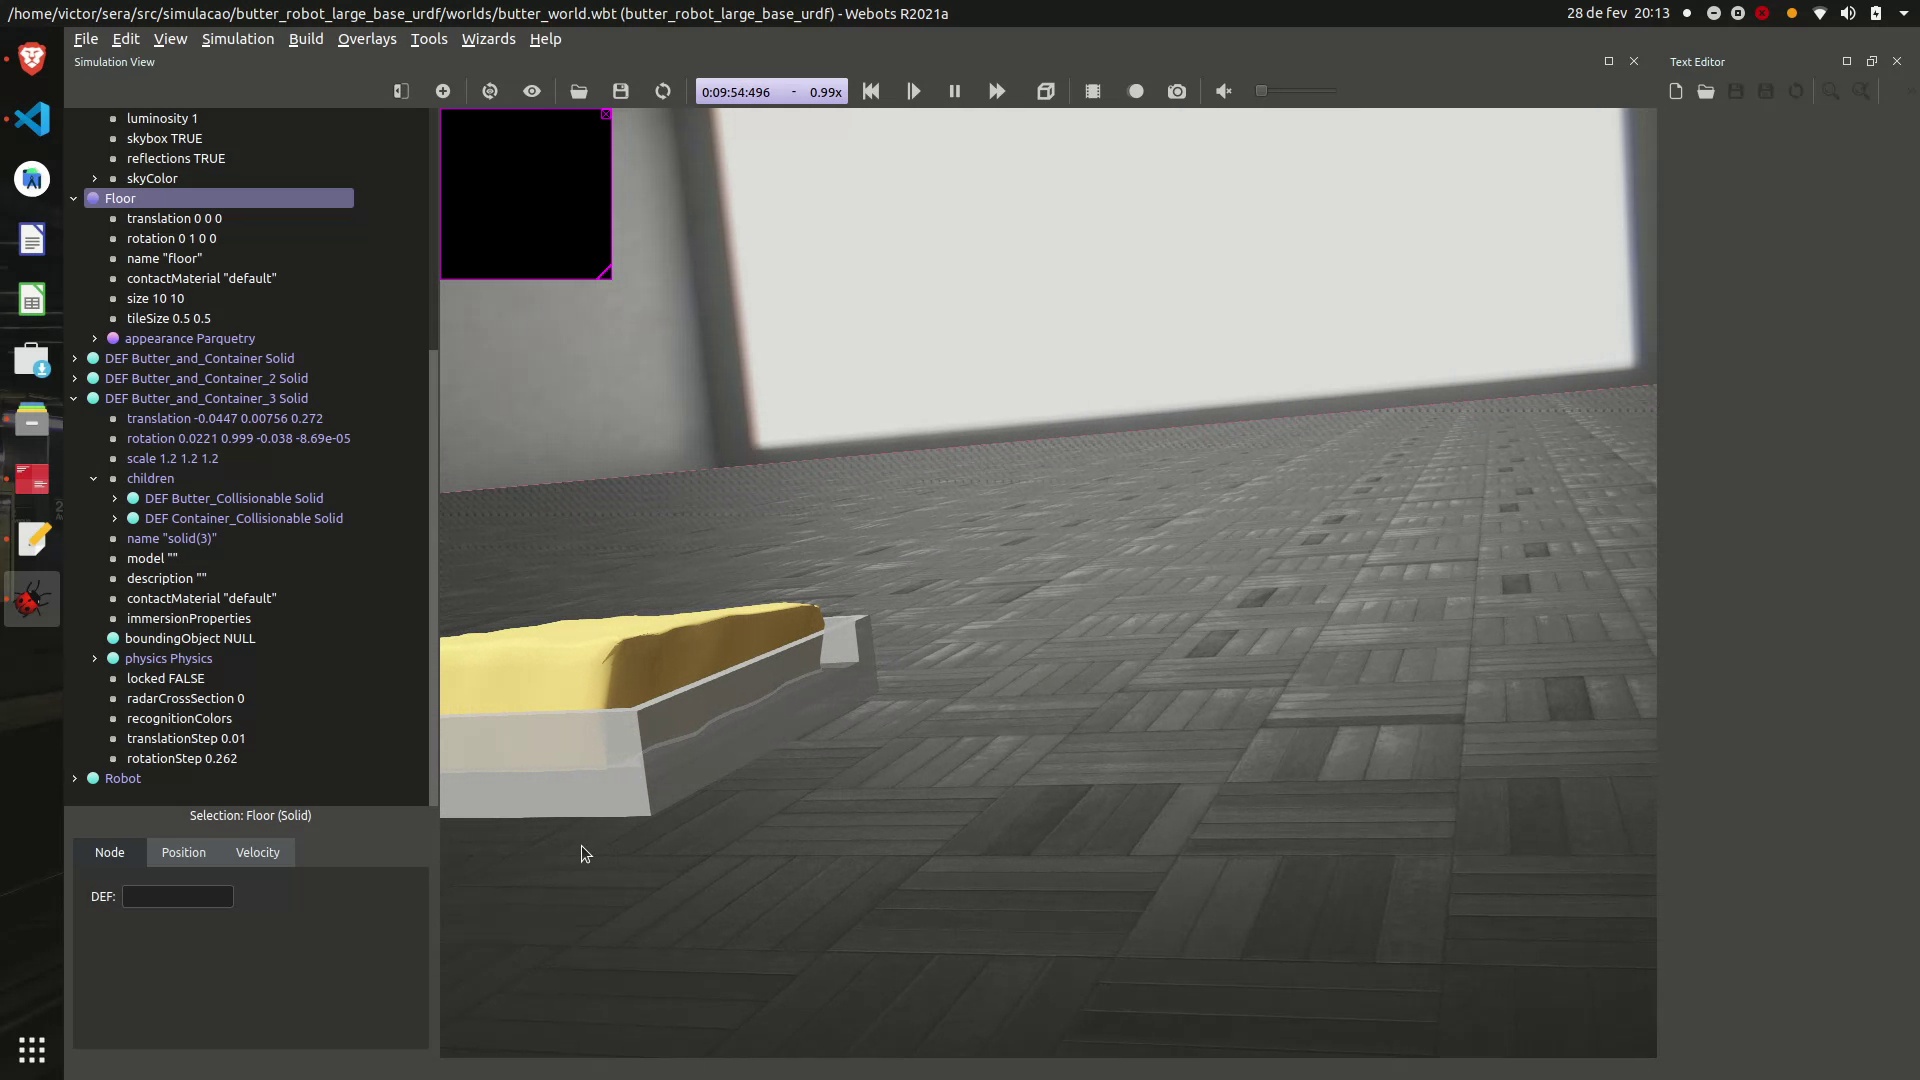 /home/victor/sera/src/simulacao/butter_robot_large_base_urdf/worlds/butter_world.wbt (butter_robot_large_base_urdf) - Webots R2021a
28 de fev 20:13
File Edit View Simulation Build Overlays Tools Wizards Help
Simulation View
Text Editor
0:09:54:496 - 0.99x
luminosity 1
skybox TRUE
reflections TRUE
skyColor
Floor
translation 0 0 0
rotation 0 1 0 0
name "floor"
contactMaterial "default"
size 10 10
tileSize 0.5 0.5
appearance Parquetry
DEF Butter_and_Container Solid
DEF Butter_and_Container_2 Solid
DEF Butter_and_Container_3 Solid
translation -0.0447 0.00756 0.272
rotation 0.0221 0.999 -0.038 -8.69e-05
scale 1.2 1.2 1.2
children
DEF Butter_Collisionable Solid
DEF Container_Collisionable Solid
name "solid(3)"
model ""
description ""
contactMaterial "default"
immersionProperties
boundingObject NULL
physics Physics
locked FALSE
radarCrossSection 0
recognitionColors
translationStep 0.01
rotationStep 0.262
Robot
Selection: Floor (Solid)
Node Position Velocity
DEF: